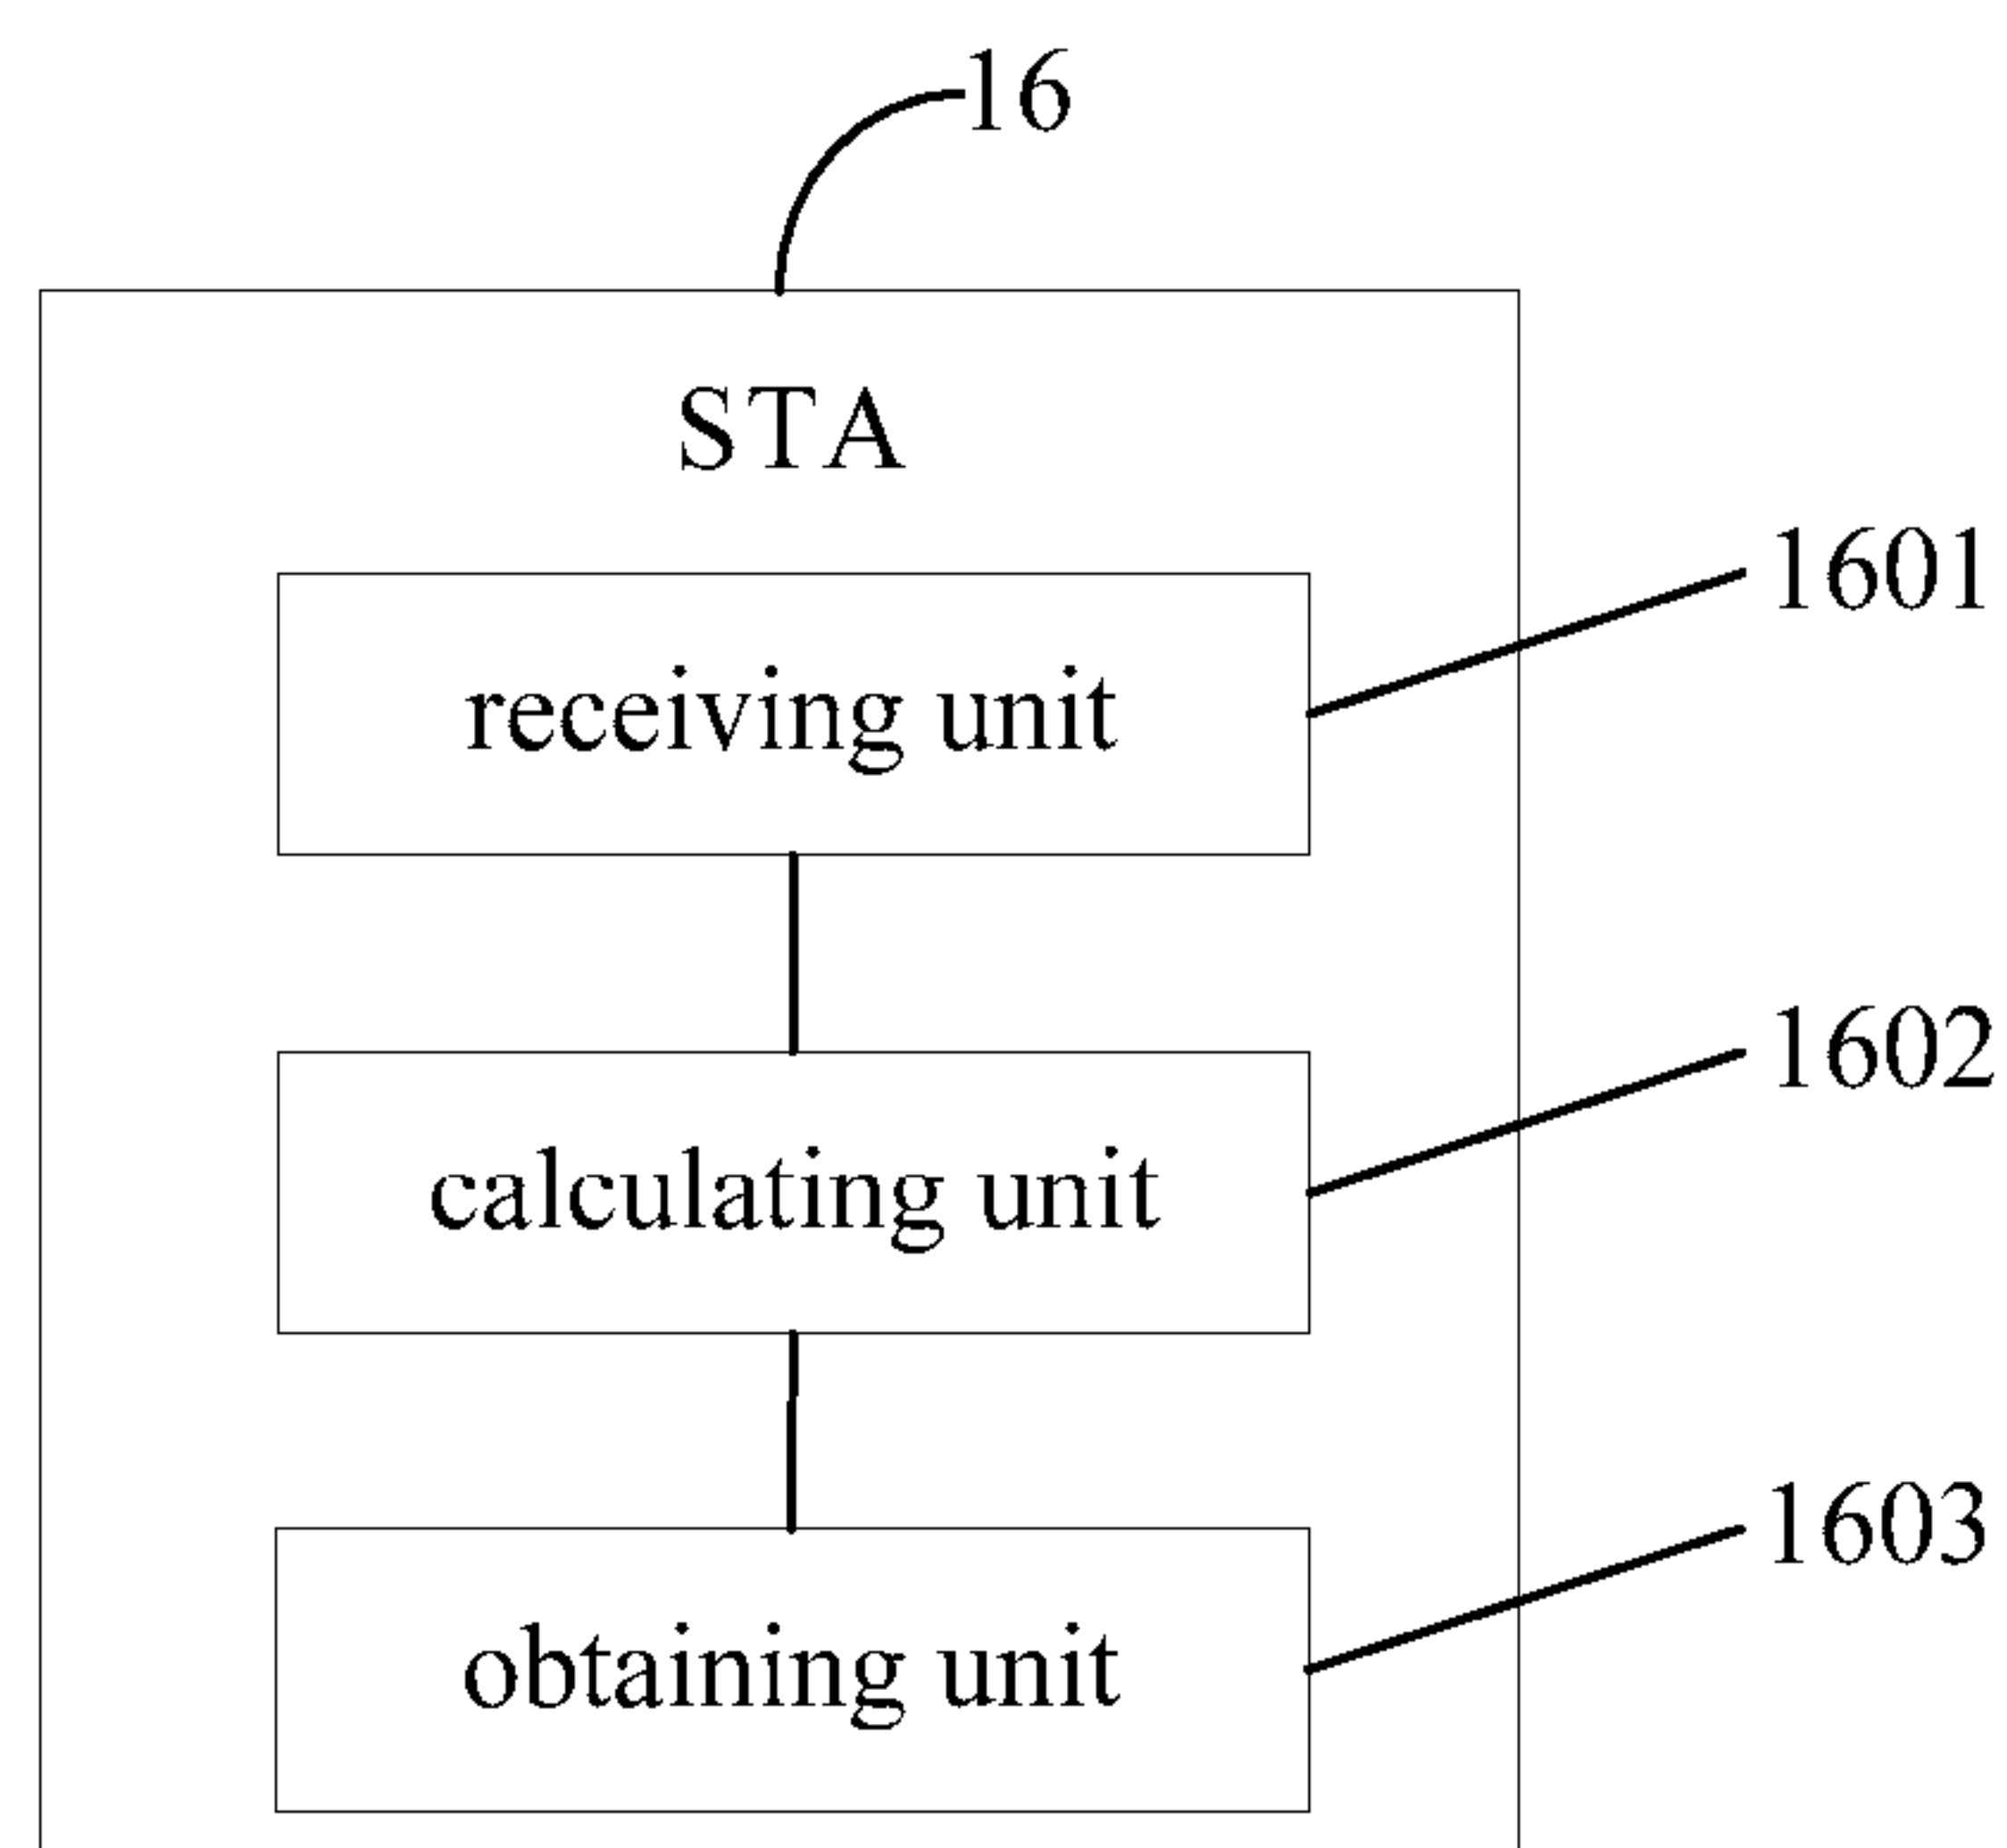 16
STA
1601
receiving unit
1602
calculating unit
1603
obtaining unit